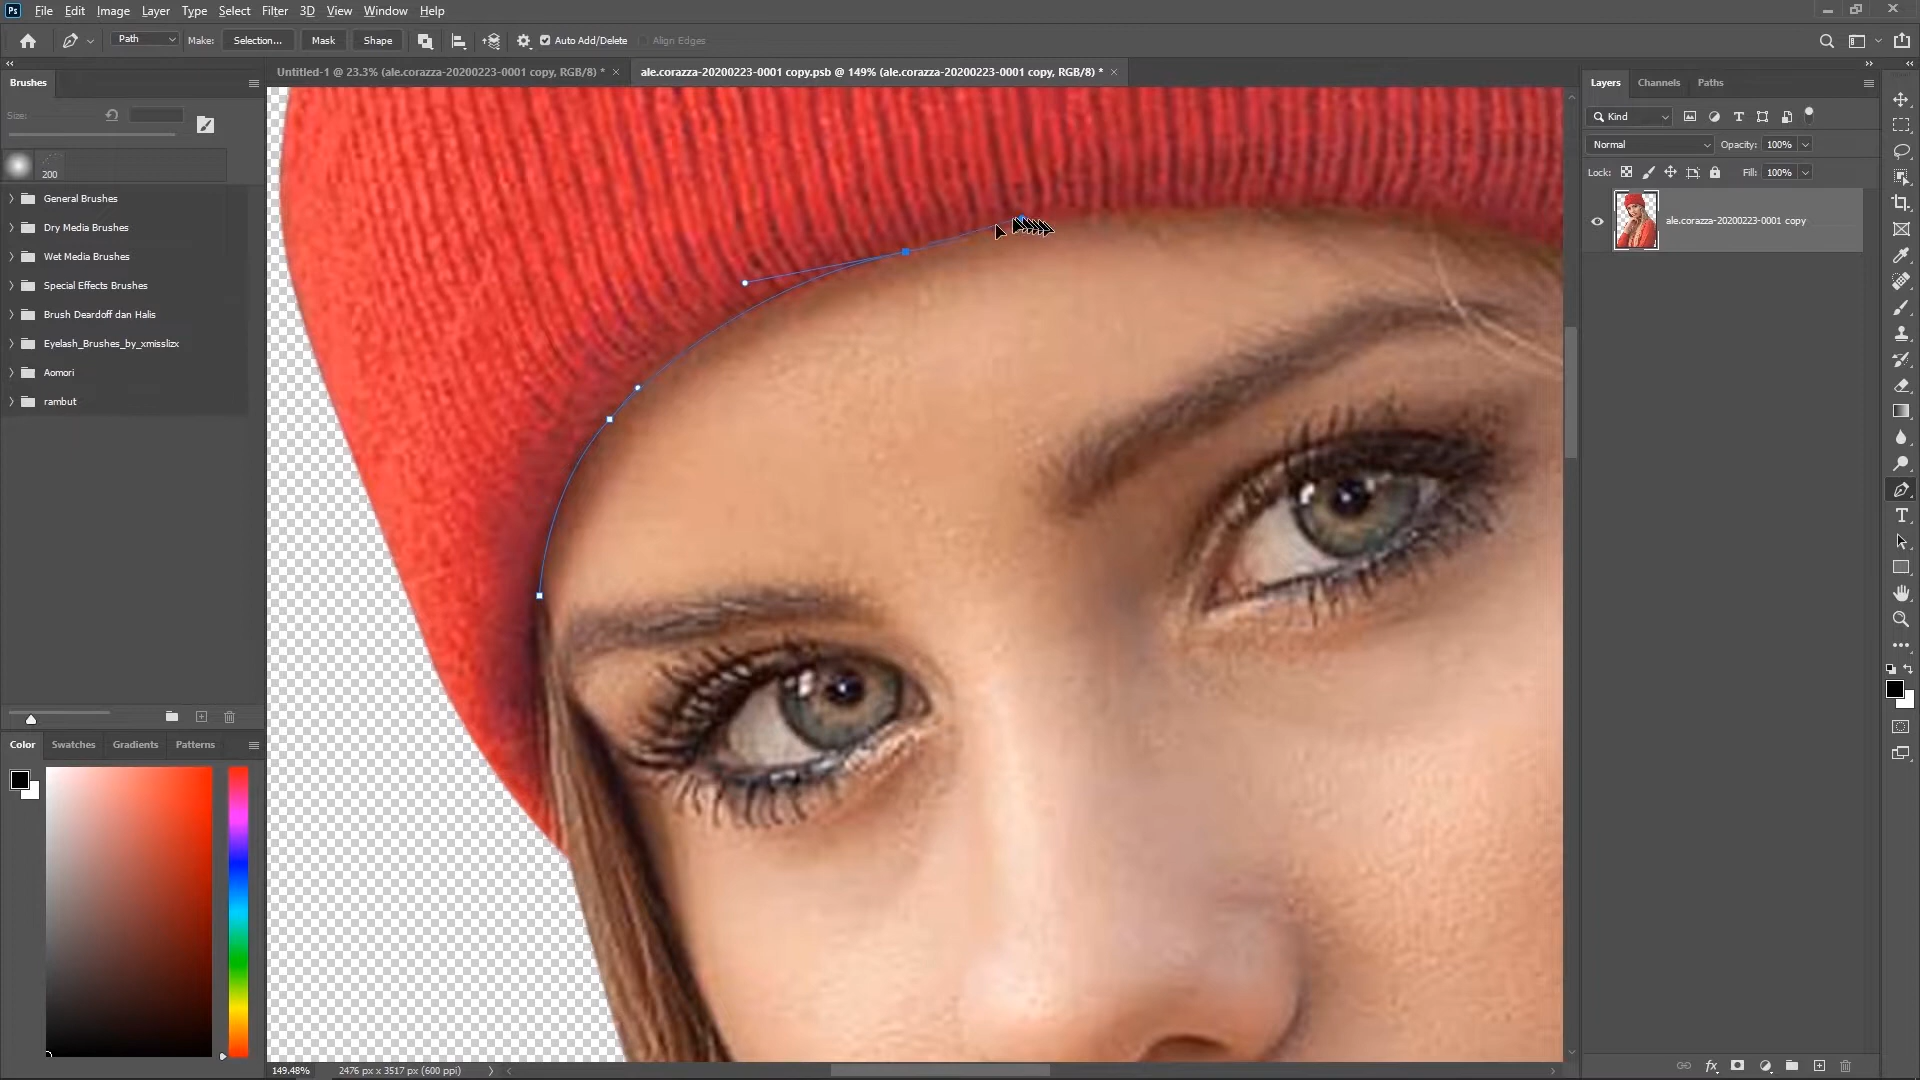 Ps File Edit Image Layer Type Select Filter 3D View Window Help
Path Make: Selection... Mask Shape Auto Add/Delete Align Edges
Untitled-1 @ 23.3% (ale.corazza-20200223-0001 copy, RGB/8) * ×
ale.corazza-20200223-0001 copy.psb @ 149% (ale.corazza-20200223-0001 copy, RGB/8) * ×
Brushes
Size:
200
General Brushes
Dry Media Brushes
Wet Media Brushes
Special Effects Brushes
Brush Deardoff dan Halis
Eyelash_Brushes_by_xmisslizx
Aomori
rambut
Color Swatches Gradients Patterns
149.48% 2476 px x 3517 px (600 ppi)
Layers Channels Paths
Kind
Normal Opacity: 100%
Lock: Fill: 100%
ale.corazza-20200223-0001 copy